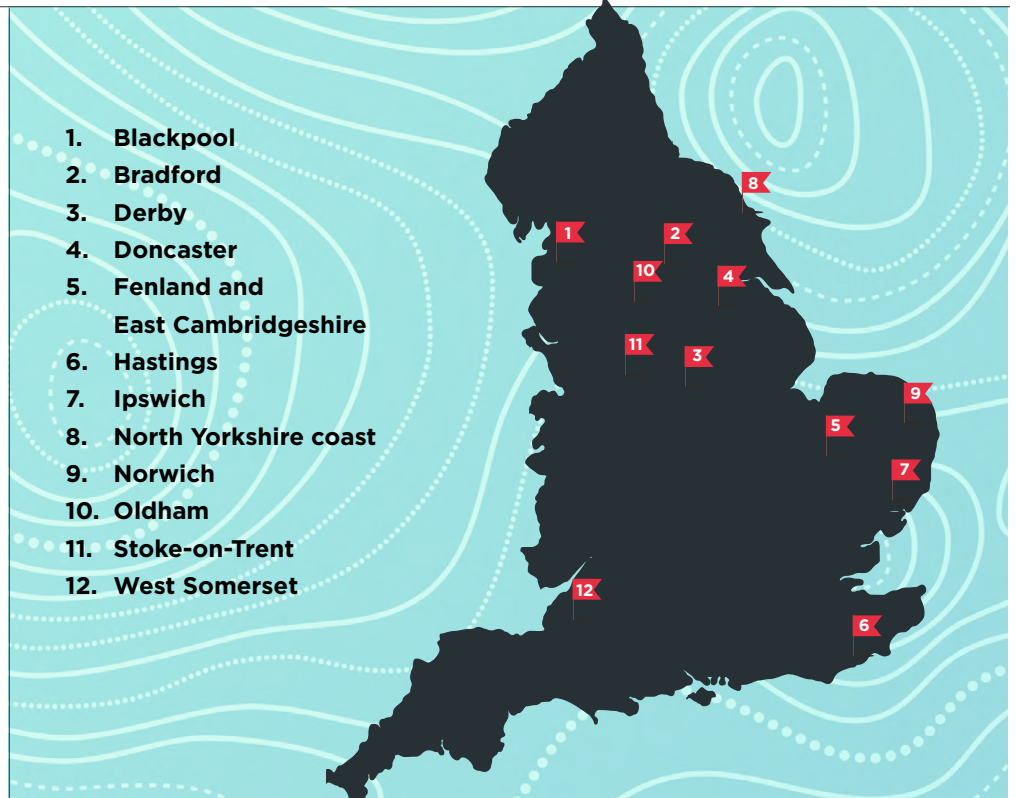 1. Blackpool
2. Bradford
3. Derby
4. Doncaster
5. Fenland and
East Cambridgeshire
6. Hastings
7. Ipswich
8. North Yorkshire coast
9. Norwich
10. Oldham
11. Stoke-on-Trent
12. West Somerset
8
1
2
10
4
11
3
9
5
7
12
6